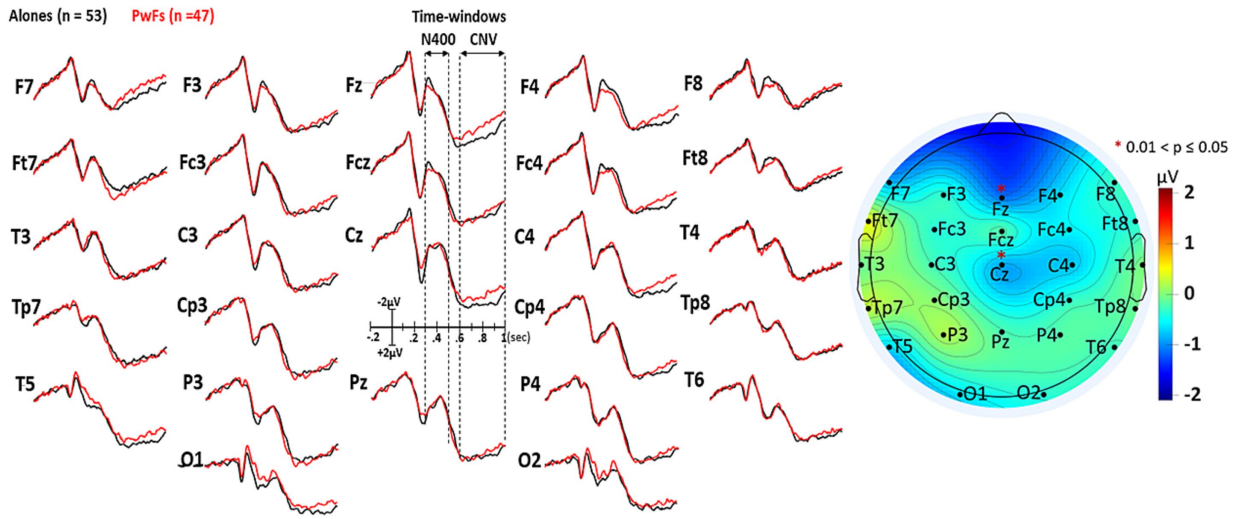 Alones (n = 53) PwFs (n =47) Time-windows
N400 CNV
F7 F3 Fz F4 F8
Ft7 Fc3 Fcz Fc4 Ft8
T3 C3 Cz C4 T4
Tp7 Cp3 Cp4 Tp8
-2µV
-.2 .2 .4 .6 .8 1 (sec)
+2µV
T5 P3 Pz P4 T6
O1 O2
* 0.01 < p ≤ 0.05
µV
2
1
0
-1
-2
*
F7 F3 Fz F4 F8
Ft7 Fc3 Fcz Fc4 Ft8
*
T3 C3 Cz C4 T4
Tp7 Cp3 Cp4 Tp8
T5 P3 Pz P4 T6
O1 O2